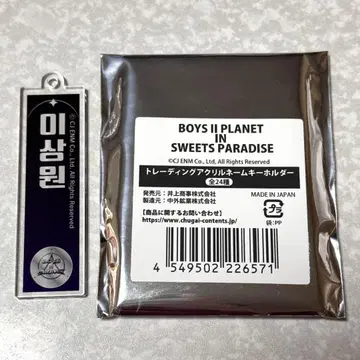 이상원
©CJ ENM Co., Ltd. All Rights Reserved
BOYS II PLANET
IN
SWEETS PARADISE
©CJ ENM Co., Ltd, All Rights Reserved
トレーディングアクリルネームキーホルダー
全24種
発売元：井上商事株式会社
製造元：中外鉱業株式会社
MADE IN JAPAN
【商品に関するお問い合わせ】
https://www.chugai-contents.jp/
袋:PP
4 549502 226571